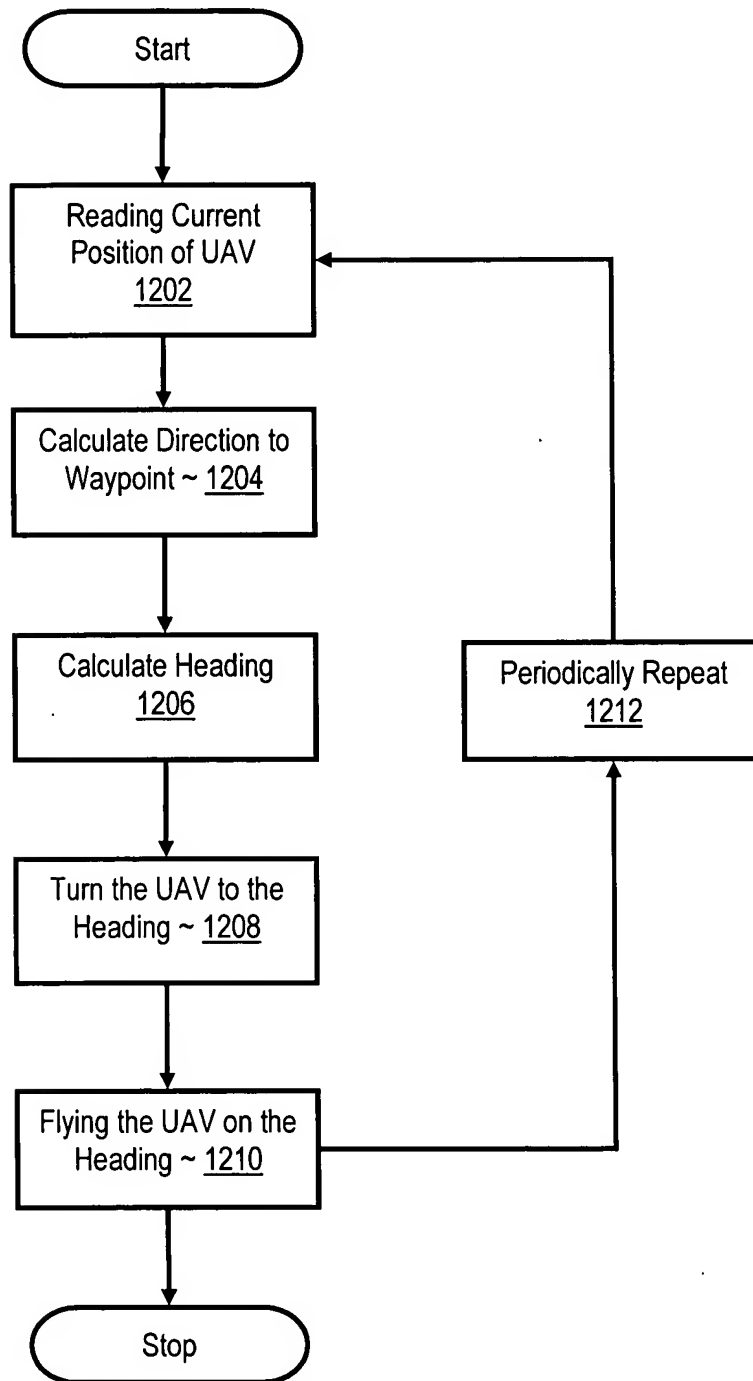 Start
Reading Current
Position of UAV
1202
Calculate Direction to
Waypoint ~ 1204
Calculate Heading
1206
Periodically Repeat
1212
Turn the UAV to the
Heading ~ 1208
Flying the UAV on the
Heading ~ 1210
Stop